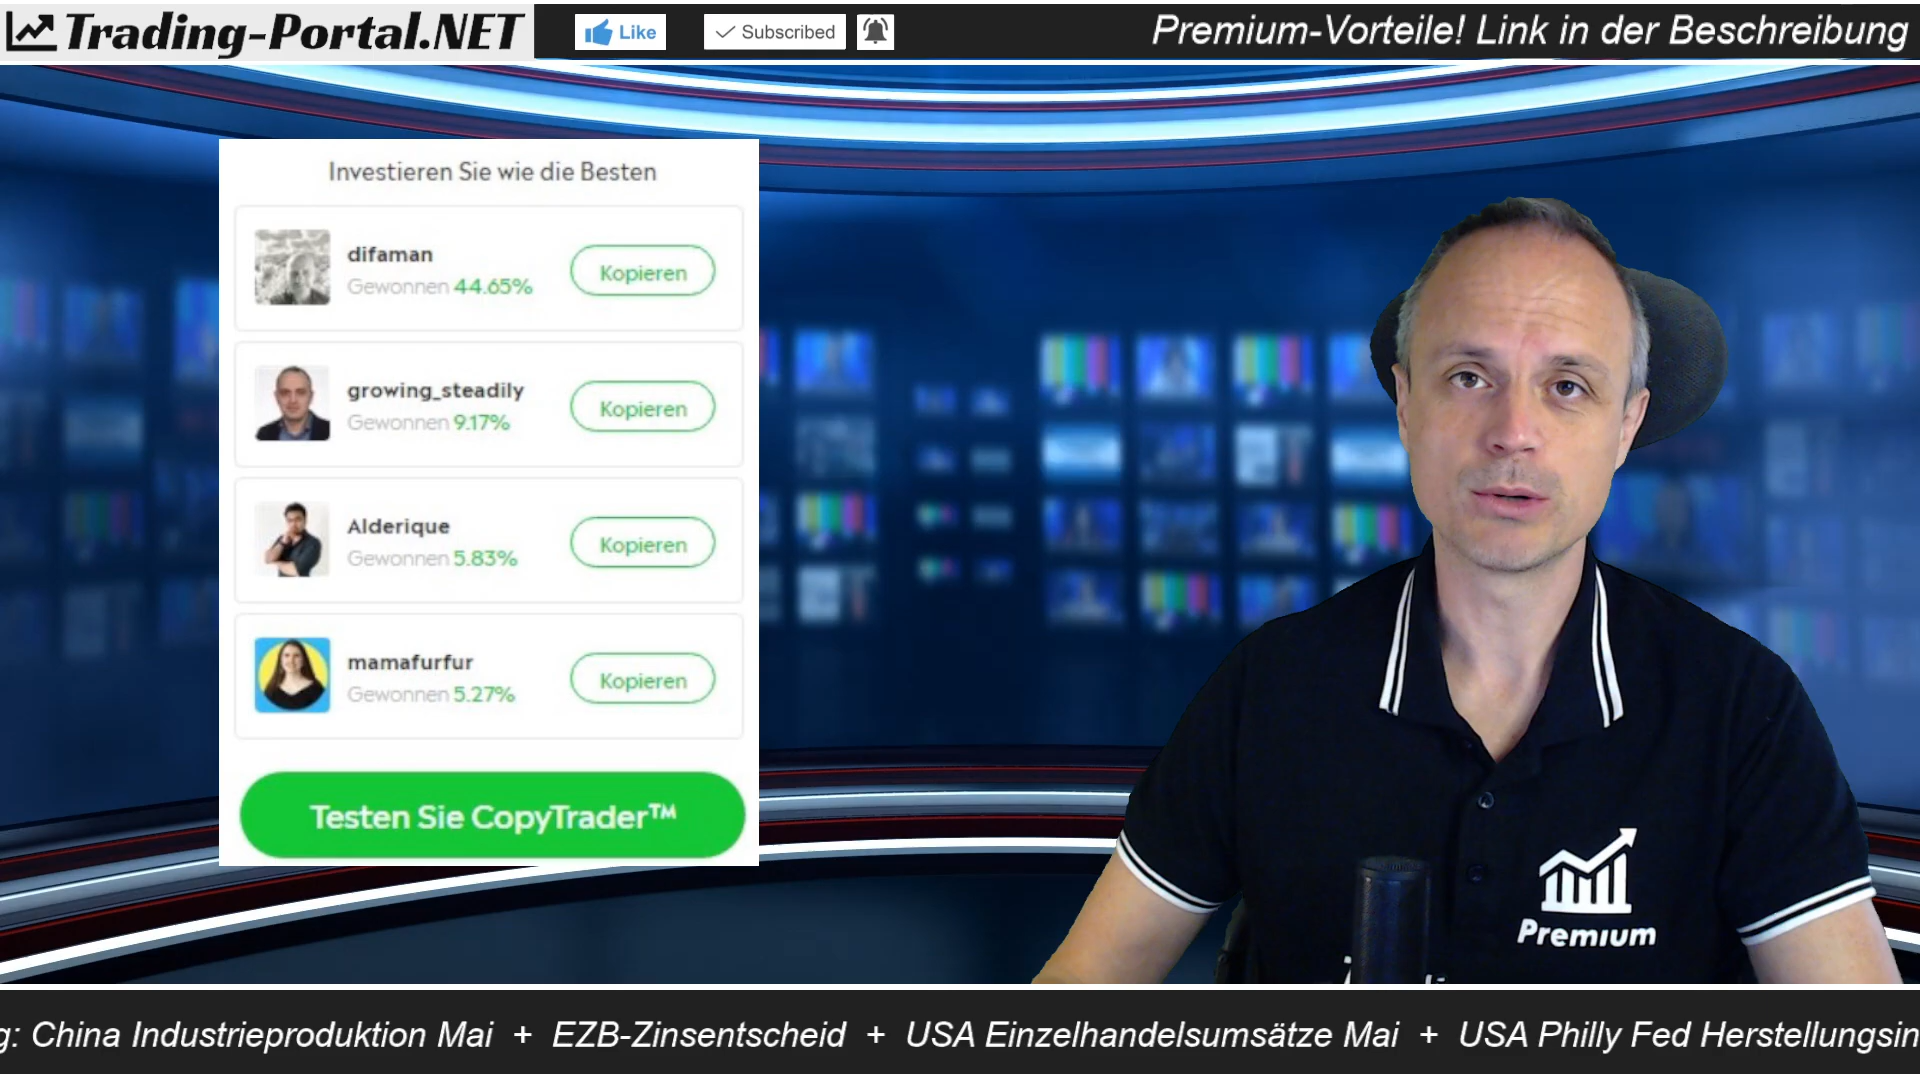 Trading-Portal.NET
Like
Subscribed
Premium-Vorteile! Link in der Beschreibung
Investieren Sie wie die Besten
difaman
Gewonnen 44.65%
Kopieren
growing_steadily
Gewonnen 9.17%
Kopieren
Alderique
Gewonnen 5.83%
Kopieren
mamafurfur
Gewonnen 5.27%
Kopieren
Testen Sie CopyTrader™
Premium
g: China Industrieproduktion Mai + EZB-Zinsentscheid + USA Einzelhandelsumsätze Mai + USA Philly Fed Herstellungsin